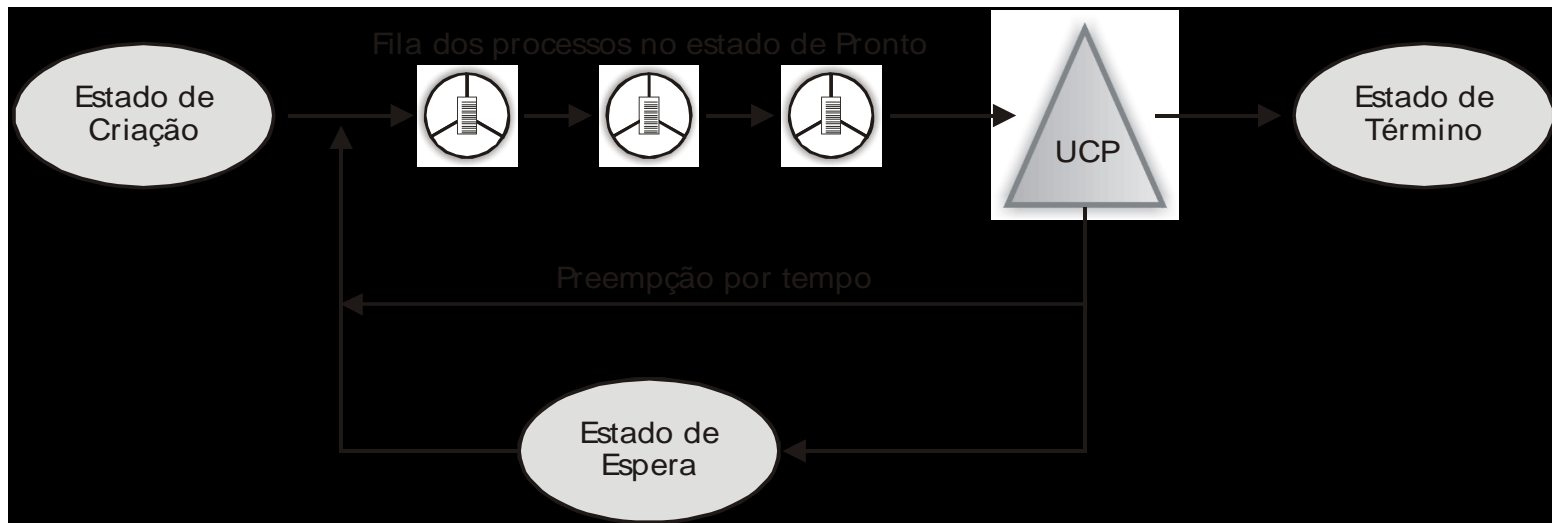 Fila dos processos no estado de Pronto
Estado de
Criação
UCP
Estado de
Término
Preempção por tempo
Estado de
Espera